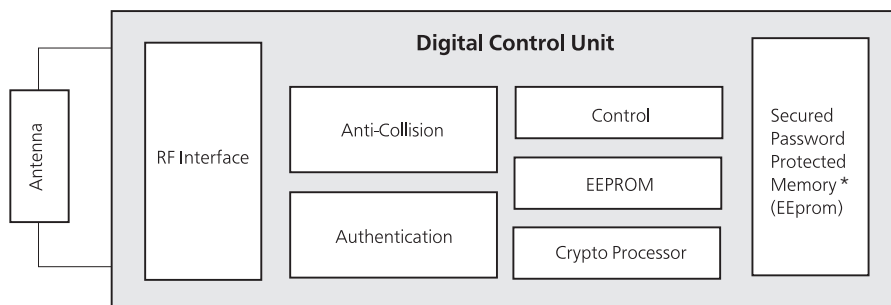 Digital Control Unit
Antenna
RF Interface
Anti-Collision
Authentication
Control
EEPROM
Crypto Processor
Secured
Password
Protected
Memory *
(EEprom)